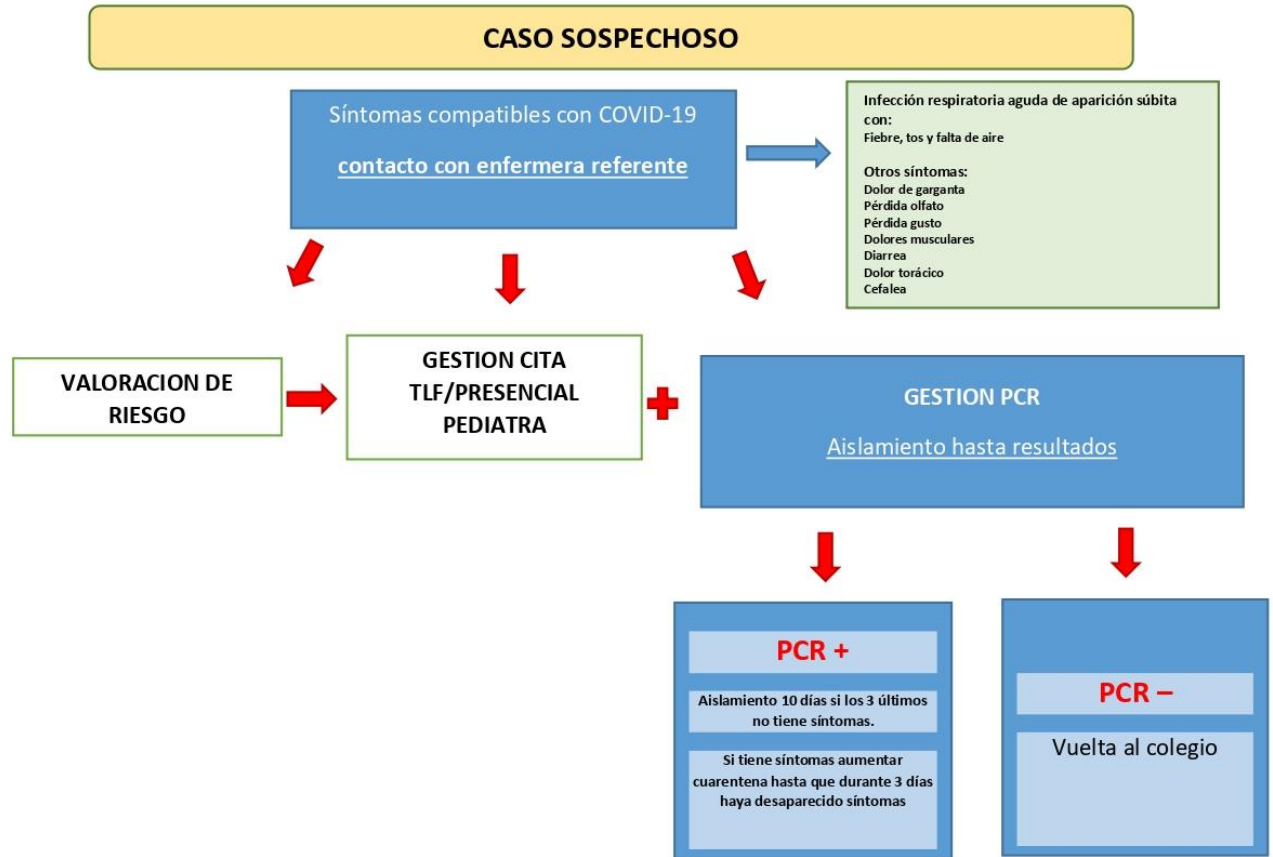 CASO SOSPECHOSO
Síntomas compatibles con COVID-19
contacto con enfermera referente
Infección respiratoria aguda de aparición súbita
con:
Fiebre, tos y falta de aire
Otros síntomas:
Dolor de garganta
Pérdida olfato
Pérdida gusto
Dolores musculares
Diarrea
Dolor torácico
Cefalea
VALORACION DE
RIESGO
GESTION CITA
TLF/PRESENCIAL
PEDIATRA
GESTION PCR
Aislamiento hasta resultados
PCR +
Aislamiento 10 días si los 3 últimos
no tiene síntomas.
Si tiene síntomas aumentar
cuarentena hasta que durante 3 días
haya desaparecido síntomas
PCR –
Vuelta al colegio